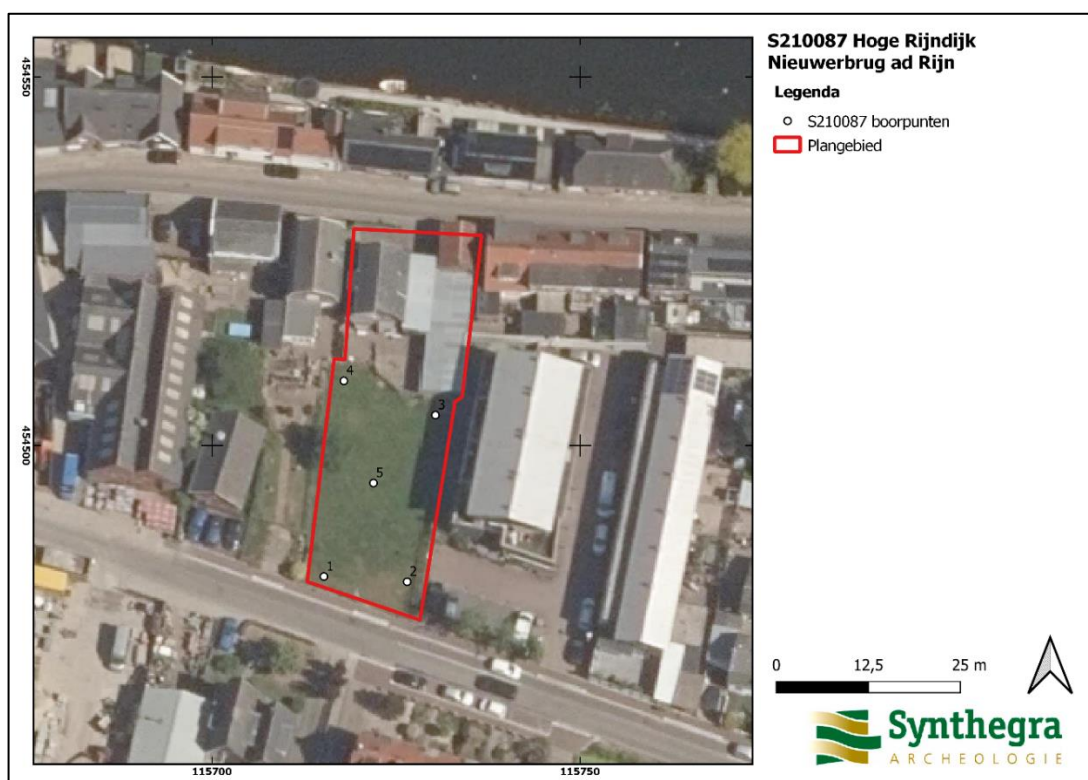 S210087 Hoge Rijndijk
Nieuwerbrug ad Rijn
Legenda
S210087 boorpunten
Plangebied
454550
454500
4
3
5
1
2
115700
115750
0 12,5 25 m
Synthegra
ARCHEOLOGIE